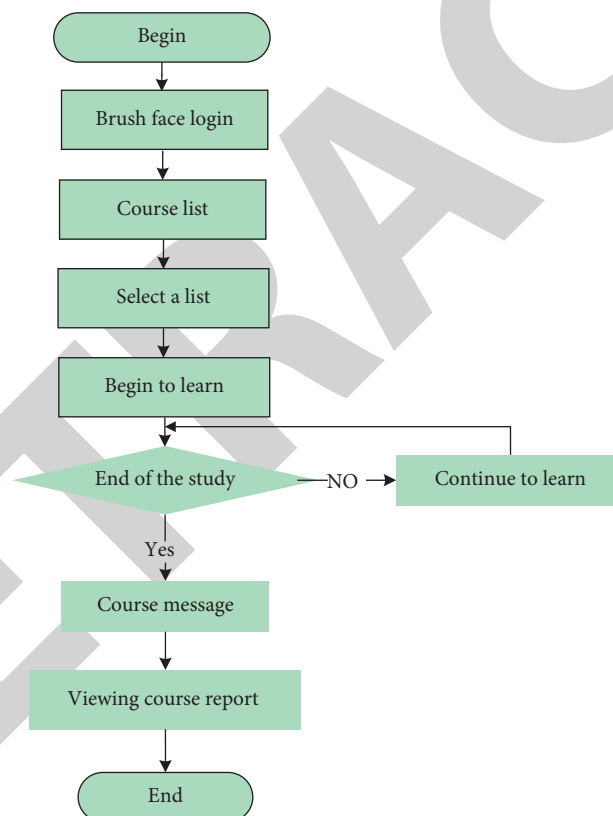 Begin
Brush face login
Course list
Select a list
Begin to learn
End of the study
NO
Continue to learn
Yes
Course message
Viewing course report
End